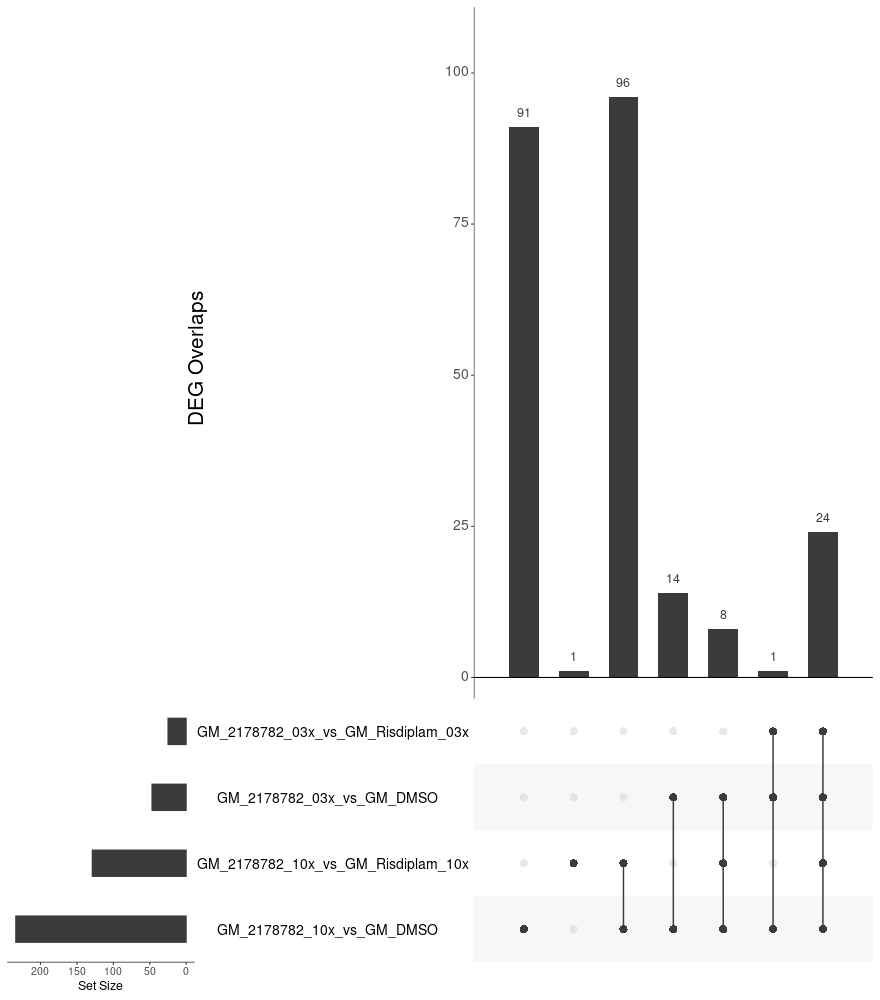 DEG Overlaps
100
75
50
25
0
91
1
96
14
8
1
24
GM_2178782_03x_vs_GM_Risdiplam_03x
GM_2178782_03x_vs_GM_DMSO
GM_2178782_10x_vs_GM_Risdiplam_10x
GM_2178782_10x_vs_GM_DMSO
200 150 100 50 0
Set Size